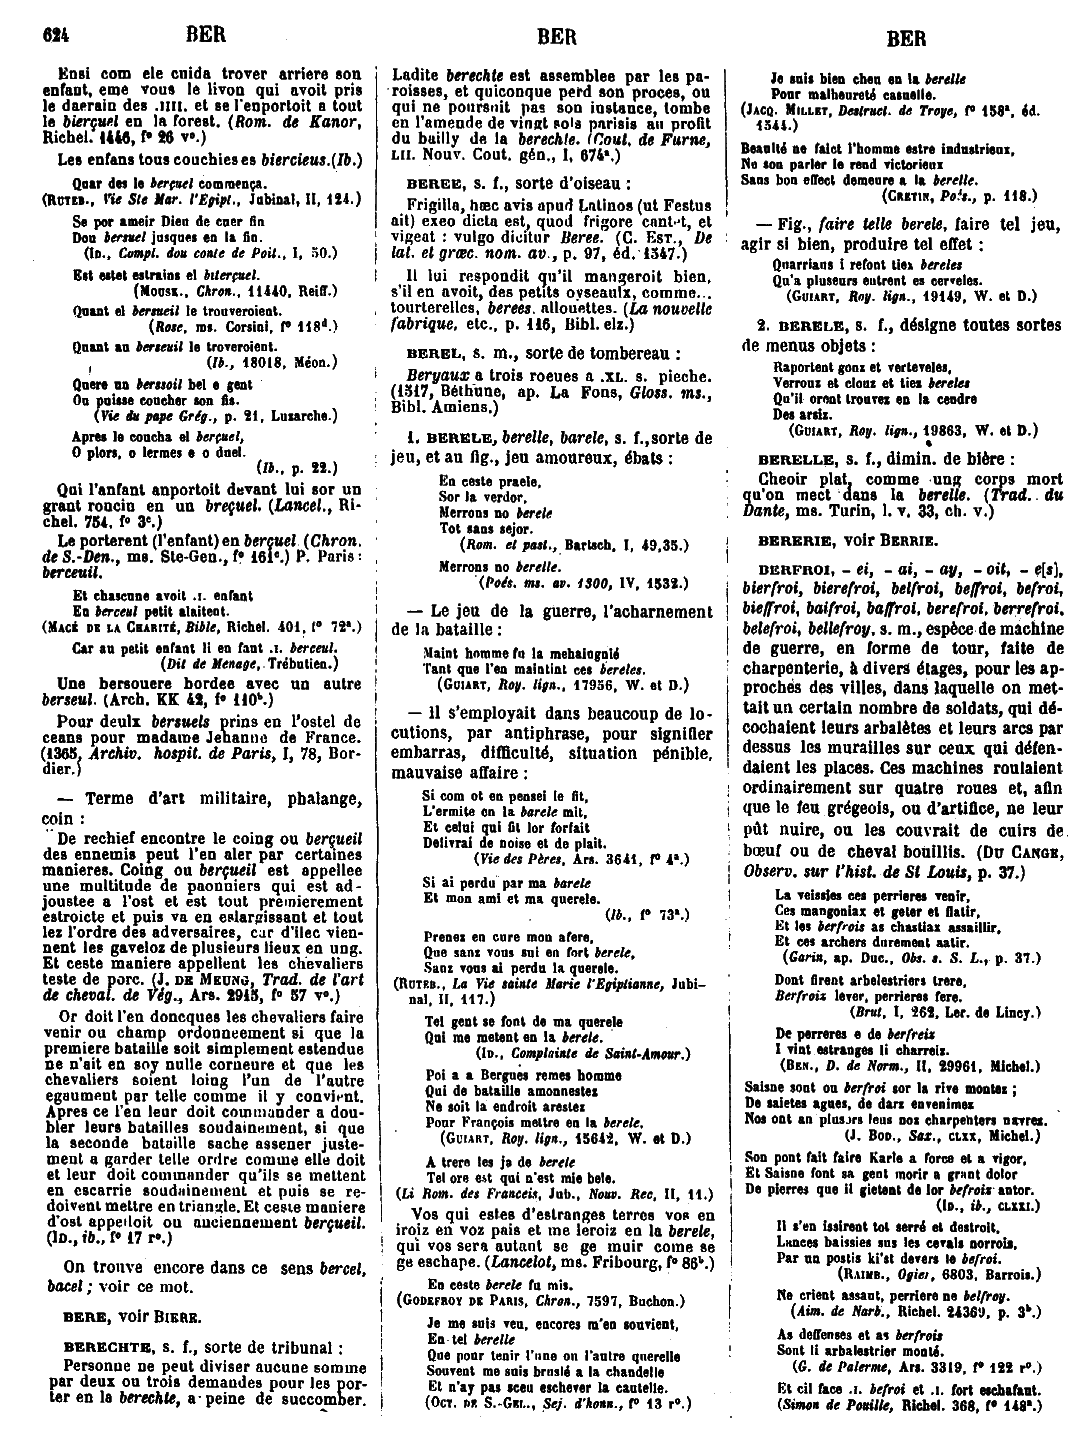 624 BER BER BER
Ensi com ele cuida trover arriere son
enfant, eme vous le livon qui avoit pris
le daerain des .IIII. et se l'enportoit a tout
le bierçuel en la forest. (Rom. de Kanor,
Richel. 1446, f° 26 v°.)
Les enfans tous couchies es biercieus.(Ib.)
Quar des le berçuel commença.
(RUTEB., Vie Ste Mar. l'Egipt., Jubinal, II, 124.)
Se por ameir Dieu de cuer fin
Dou bersuel jusques en la fin.
(ID., Compl. dou conte de Poit., I, 50.)
Est estet estrains el biterçuel.
(MOUSK., Chron., 11440, Reiff.)
Quant el bersueil le trouveroient.
(Rose, ms. Corsini, f° 118d.)
Quant au berseuil le troveroient.
(Ib., 18018, Méon.)
Quere un berssoil bel e gent
Ou puisse coucher son fis.
(Vie du pape Grég., p. 21, Luzarche.)
Apres le coucha el berçuel,
O plors, o lermes e o duel.
(Ib., p. 22.)
Qui l'anfant anportoit devant lui sor un
grant roncin en un breçuel. (Lancel., Ri-
chel. 754, f° 3c.)
Le porterent (l'enfant) en berçuel (Chron.
de S.-Den., ms. Ste-Gen., f° 161c.) P. Paris :
berceuil.
Et chascune avoit .I. enfant
En berceul petit alaitent.
(MACÉ DE LA CHARITÉ, Bible, Richel. 401, f° 72a.)
Car au petit enfant li en faut .I. berceul.
(Dit de Menage, Trébutien.)
Une bersouere bordee avec un autre
berseul. (Arch. KK 42, f° 110b.)
Pour deulx bersuels prins en l'ostel de
ceans pour madame Jehanne de France.
(1365, Archiv. hospit. de Paris, I, 78, Bor-
dier.)
— Terme d'art militaire, phalange,
coin :
De rechief encontre le coing ou berçueil
des ennemis peut l'en aler par certaines
manieres. Coing ou berçueil est appellee
une multitude de paonniers qui est ad-
joustee a l'ost et est tout premierement
estroicte et puis va en eslargissant et tout
lez l'ordre des adversaires, car d'ilec vien-
nent les gaveloz de plusieurs lieux en ung.
Et ceste maniere appellent les chevaliers
teste de porc. (J. DE MEUNG, Trad. de l'art
de cheval. de Vég., Ars. 2915, f° 57 v°.)
Or doit l'en doncques les chevaliers faire
venir ou champ ordonneement si que la
premiere bataille soit simplement estendue
ne n'ait en soy nulle corneure et que les
chevaliers soient loing l'un de l'autre
egaument par telle comme il y convient.
Apres ce l'en leur doit commander a dou-
bler leurs batailles soudainement, si que
la seconde bataille sache assener juste-
ment a garder telle ordre comme elle doit
et leur doit commander qu'ils se mettent
en escarrie soudainement et puis se re-
doivent mettre en triangle. Et ceste maniere
d'ost appelloit ou anciennement berçueil.
(ID., ib., f° 17 r°.)
On trouve encore dans ce sens bercel,
bacel ; voir ce mot.
BERE, voir BIERE.
BERECHTE, s. f., sorte de tribunal :
Personne ne peut diviser aucune somme
par deux ou trois demandes pour les por-
ter en la berechte, a peine de succomber.
Ladite berechte est assemblee par les pa-
roisses, et quiconque perd son proces, ou
qui ne poursuit pas son instance, tombe
en l'amende de vingt sols parisis au profit
du bailly de la berechte. (Cout. de Furne,
LII. Nouv. Cout. gén., I, 674a.)
BEREE, s. f., sorte d'oiseau :
Frigilla, hæc avis apud Latinos (ut Festus
ait) exeo dicta est, quod frigore cantet, et
vigeat : vulgo dicitur Beree. (C. EST., De
lat. et græc. nom. av., p. 97, éd. 1547.)
Il lui respondit qu'il mangeroit bien,
s'il en avoit, des petits oyseaulx, comme...
tourterelles, berees, allouettes. (La nouvelle
fabrique, etc., p. 116, Bibl. elz.)
BEREL, s. m., sorte de tombereau :
Beryaux a trois roeues a .XL. s. pieche.
(1317, Béthune, ap. La Fons, Gloss. ms.,
Bibl. Amiens.)
1. BERELE, berelle, barele, s. f., sorte de
jeu, et au fig., jeu amoureux, ébats :
En ceste praele,
Sor la verdor,
Merrons no berele
Tot sans sejor.
(Rom. et past., Bartsch, I, 49,35.)
Merrons no berelle.
(Poés. ms. av. 1300, IV, 1532.)
— Le jeu de la guerre, l'acharnement
de la bataille :
Maint homme fu la mehaingnié
Tant que l'en maintint ces bereles.
(GUIART, Roy. lign., 17956, W. et D.)
— Il s'employait dans beaucoup de lo-
cutions, par antiphrase, pour signifier
embarras, difficulté, situation pénible,
mauvaise affaire :
Si com ot en pensei le fit,
L'ermite en la barele mit,
Et celui qui fit lor forfait
Delivrai de noise et de plait.
(Vie des Pères, Ars. 3641, f° 4a.)
Si ai perdu par ma barele
Et mon ami et ma querele.
(Ib., f° 73a.)
Prenez en cure mon afere,
Que sanz vous sui en fort berele,
Sanz vous ai perdu la querele.
(RUTEB., La Vie sainte Marie l'Egiptianne, Jubi-
nal, II, 117.)
Tel gent se font de ma querele
Qui me metent en la berele.
(ID., Complainte de Saint-Amour.)
Poi a a Bergues remes homme
Qui de bataille amonnestez
Ne soit la endroit arestez
Pour François mettre en la berele.
(GUIART, Roy. lign., 15642, W. et D.)
A trere les ja de berele
Tel ore est qui n'est mie bele.
(Li Rom. des Franceis, Jub., Nouv. Rec, II, 11.)
Vos qui estes d'estranges terres vos en
iroiz en voz pais et me leroiz en la berele,
qui vos sera autant se ge muir come se
ge eschape. (Lancelot, ms. Fribourg, f° 86b.)
En ceste berele fu mis.
(GODEFROY DE PARIS, Chron., 7597, Buchon.)
Je me suis veu, encores m'en souvient,
En tel berelle
Que pour tenir l'une ou l'autre querelle
Souvent me suis bruslé a la chandelle
Et n'ay pas sceu eschever la cautelle.
(OCT. DE S.-GEL., Sej. d'honn., f° 13 r°.)
Je suis bien cheu en la berelle
Pour malheureté casuelle.
(JACQ. MILLET, Destruct. de Troye, f° 158a, éd.
1544.)
Beaulté ne faict l'homme estre industrieux,
Ne son parler le rend victorieux
Sans bon effect demeure a la berelle.
(CRETIN, Poés., p. 118.)
— Fig., faire telle berele, faire tel jeu,
agir si bien, produire tel effet :
Quarrians i refont tiex bereles
Qu'a pluseurs entrent es cerveles.
(GUIART, Roy. lign., 19149, W. et D.)
2. BERELE, s. f., désigne toutes sortes
de menus objets :
Raportent gonz et verteveles,
Verrouz et clouz et tiex bereles
Qu'il oront trouvez en la cendre
Des arsiz.
(GUIART, Roy. lign., 19863, W. et D.)
BERELLE, s. f., dimin. de bière :
Cheoir plat, comme ung corps mort
qu'on mect dans la berelle. (Trad. du
Dante, ms. Turin, l. v. 33, ch. v.)
BERERIE, voir BERRIE.
BERFROI, - ei, - ai, - ay, - oit, - e[s],
bierfroi, bierefroi, belfroi, beffroi, befroi,
bieffroi, baifroi, baffroi, berefroi, berrefroi,
belefroi, bellefroy, s. m., espèce de machine
de guerre, en forme de tour, faite de
charpenterie, à divers étages, pour les ap-
proches des villes, dans laquelle on met-
tait un certain nombre de soldats, qui dé-
cochaient leurs arbalètes et leurs arcs par
dessus les murailles sur ceux qui défen-
daient les places. Ces machines roulaient
ordinairement sur quatre roues et, afin
que le feu grégeois, ou d'artifice, ne leur
pût nuire, on les couvrait de cuirs de
bœuf ou de cheval bouillis. (DU CANGE,
Observ. sur l'hist. de St Louis, p. 37.)
La veissies ces perrieres venir,
Ces mangoniax et geter et flatir,
Et les berfrois as chastiax assaillir,
Et ces archers durement aatir.
(Garin, ap. Duc., Obs. s. S. L., p. 37.)
Dont firent arbelestriers trere,
Berfroiz lever, perrieres fere.
(Brut, I, 262, Ler. de Lincy.)
De perreres e de berfreiz
I vint estranges li charreiz.
(BEN., D. de Norm., II, 29961, Michel.)
Saisne sont ou berfroi sor la rive montez ;
De saietes agues, de darz envenimez
Nos ont an plusors leus noz charpenters navrez.
(J. BOD., Sax., CLXX, Michel.)
Son pont fait faire Karle a force et a vigor,
Et Saisne font sa gent morir a grant dolor
De pierres que il gietent de lor befrois antor.
(ID., ib., CLXXI.)
Il s'en issirent tot serré et destroit,
Lances baissies sus les cevals norrois,
Par un postis ki'st devers le befroi.
(RAIMB., Ogier, 6803, Barrois.)
Ne crient assaut, perriere ne belfroy.
(Aim. de Narb., Richel. 24369, p. 3b.)
As deffenses et as berfrois
Sont li arbalestrier monté.
(G. de Palerme, Ars. 3319, f° 122 r°.)
Et cil face .I. befroi et .I. fort eschafaut.
(Simon de Pouille, Richel. 368, f° 148a.)